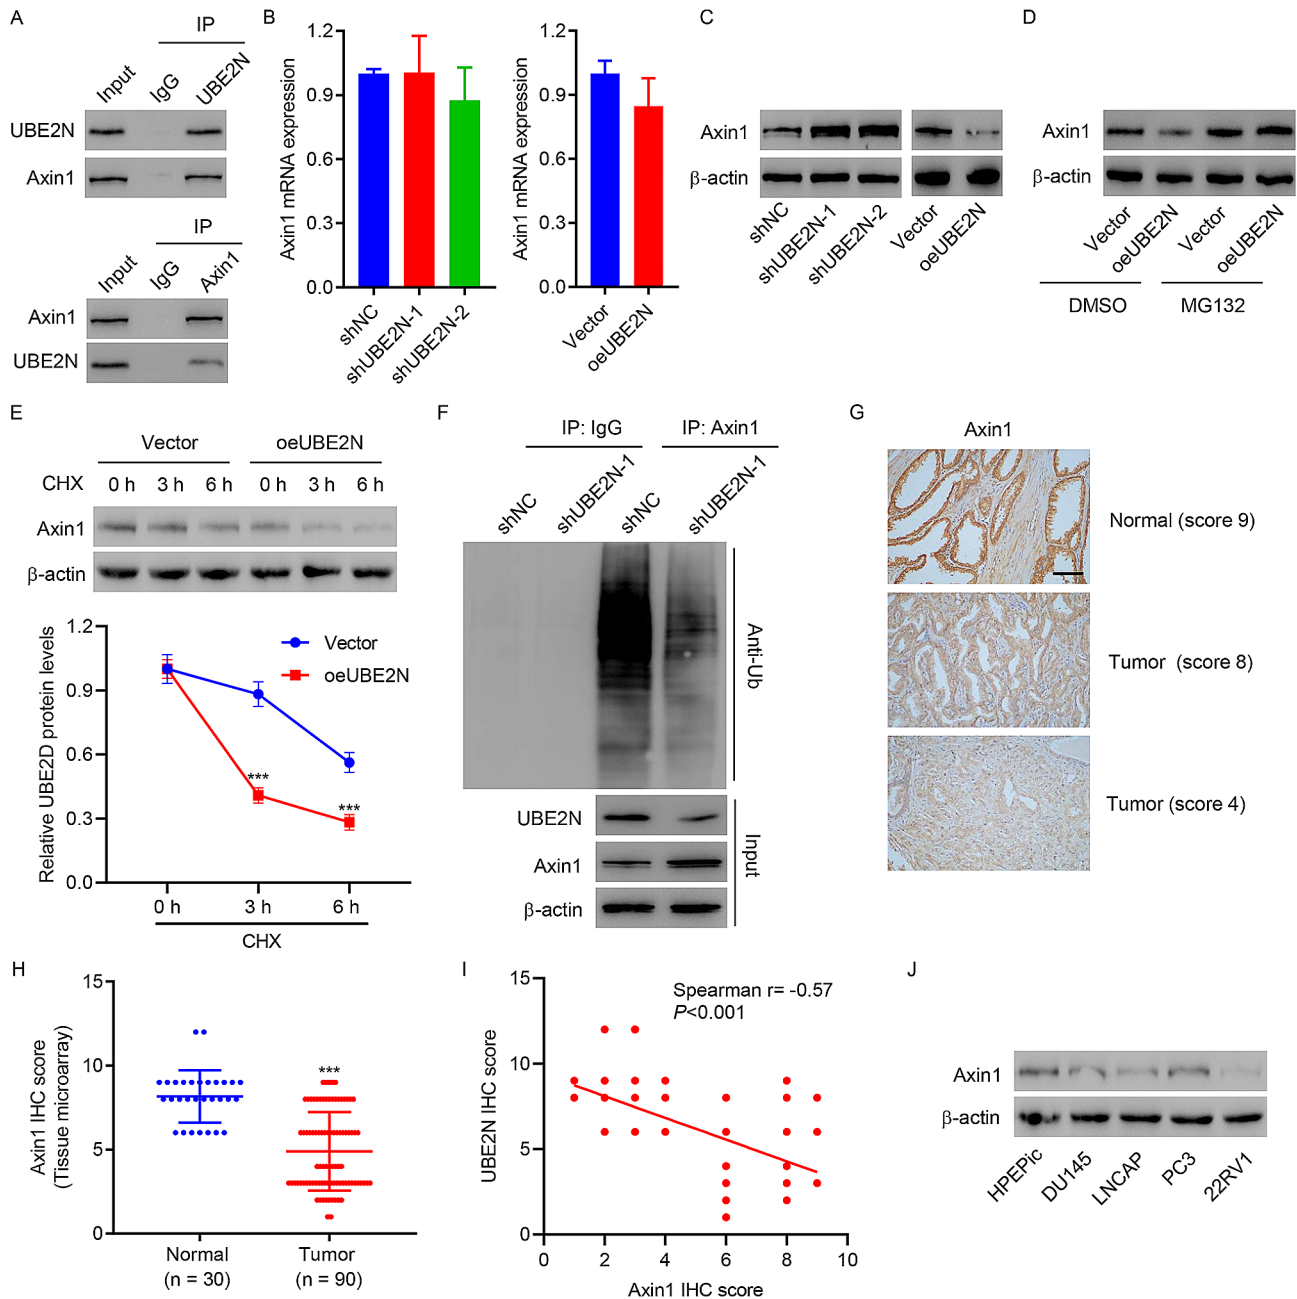 A
IP
Input
IgG
UBE2N
UBE2N
Axin1
IP
Input
IgG
Axin1
Axin1
UBE2N
B
Axin1 mRNA expression
1.2
0.9
0.6
0.3
0.0
shNC
shUBE2N-1
shUBE2N-2
Axin1 mRNA expression
1.2
0.9
0.6
0.3
0.0
Vector
oeUBE2N
C
Axin1
β-actin
shNC
shUBE2N-1
shUBE2N-2
Vector
oeUBE2N
D
Axin1
β-actin
Vector
oeUBE2N
Vector
oeUBE2N
DMSO
MG132
E
Vector
oeUBE2N
CHX
0 h
3 h
6 h
0 h
3 h
6 h
Axin1
β-actin
Relative UBE2D protein levels
1.2
0.9
0.6
0.3
0.0
Vector
oeUBE2N
***
***
0 h
3 h
6 h
CHX
F
IP: IgG
IP: Axin1
shNC
shUBE2N-1
shNC
shUBE2N-1
Anti-Ub
UBE2N
Axin1
β-actin
Input
G
Axin1
Normal (score 9)
Tumor (score 8)
Tumor (score 4)
H
Axin1 IHC score
(Tissue microarray)
15
10
5
0
***
Normal
(n = 30)
Tumor
(n = 90)
I
UBE2N IHC score
15
10
5
0
Spearman r= -0.57
P<0.001
0
2
4
6
8
10
Axin1 IHC score
J
Axin1
β-actin
HPEPic
DU145
LNCAP
PC3
22RV1